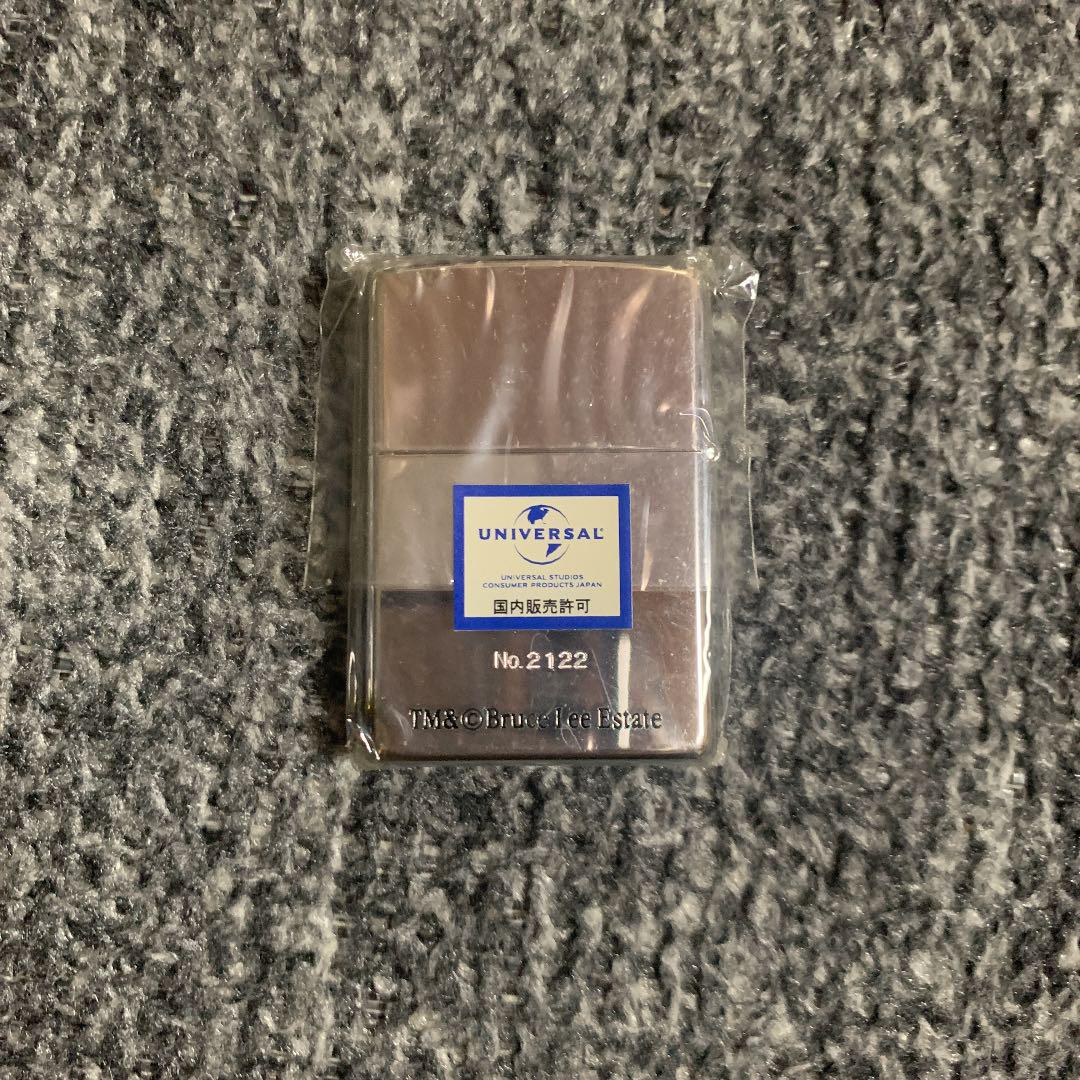 UNIVERSAL
UNIVERSAL STUDIOS
CONSUMER PRODUCTS JAPAN
国内販売許可
No.2122
TM&©Bruce Lee Estate